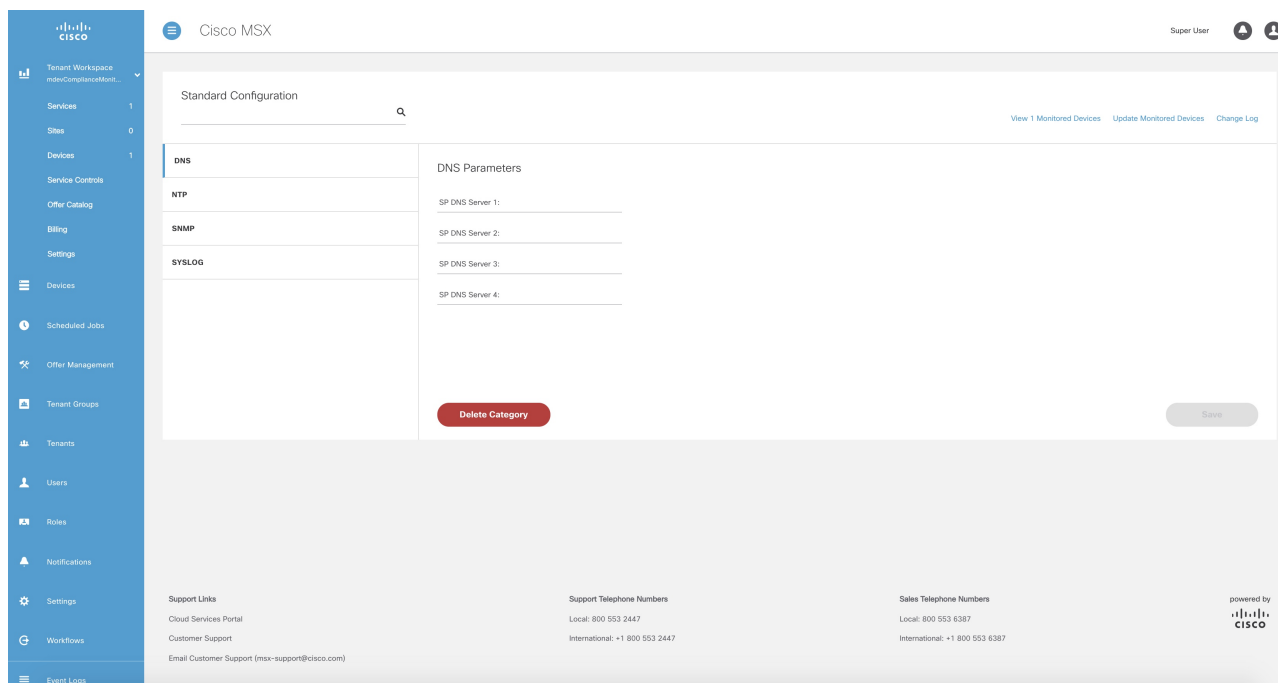 CISCO
Cisco MSX
Super User
Tenant Workspace
mdevComplianceMonit...
Services 1
Sites 0
Devices 1
Service Controls
Offer Catalog
Billing
Settings
Devices
Scheduled Jobs
Offer Management
Tenant Groups
Tenants
Users
Roles
Notifications
Settings
Workflows
Event Logs
Standard Configuration
View 1 Monitored Devices Update Monitored Devices Change Log
DNS
NTP
SNMP
SYSLOG
DNS Parameters
SP DNS Server 1:
SP DNS Server 2:
SP DNS Server 3:
SP DNS Server 4:
Delete Category
Save
Support Links
Cloud Services Portal
Customer Support
Email Customer Support (msx-support@cisco.com)
Support Telephone Numbers
Local: 800 553 2447
International: +1 800 553 2447
Sales Telephone Numbers
Local: 800 553 6387
International: +1 800 553 6387
powered by
CISCO